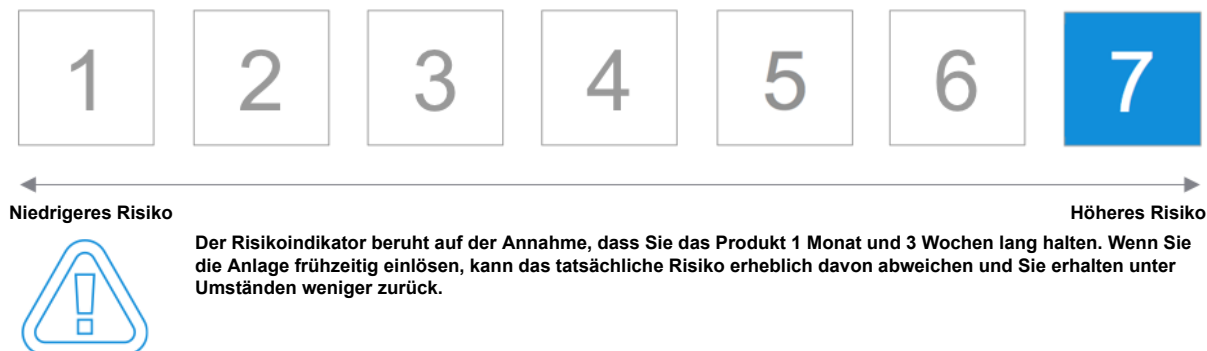 1 2 3 4 5 6 7
Niedrigeres Risiko Höheres Risiko
Der Risikoindikator beruht auf der Annahme, dass Sie das Produkt 1 Monat und 3 Wochen lang halten. Wenn Sie
die Anlage frühzeitig einlösen, kann das tatsächliche Risiko erheblich davon abweichen und Sie erhalten unter
Umständen weniger zurück.